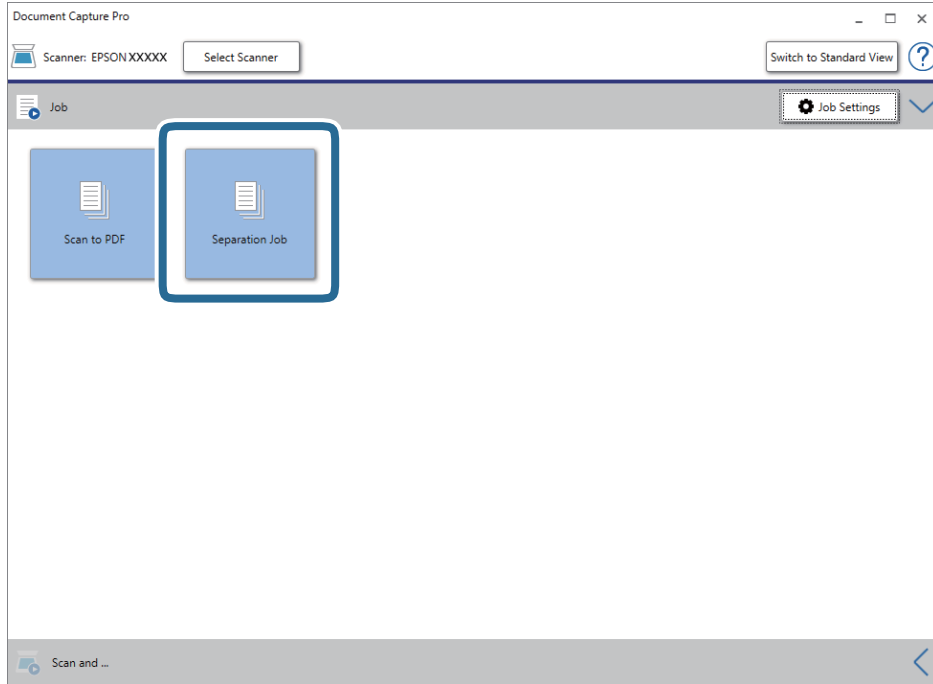 Document Capture Pro
Scanner: EPSON XXXXX Select Scanner Switch to Standard View ?
Job Job Settings
Scan to PDF Separation Job
Scan and ...